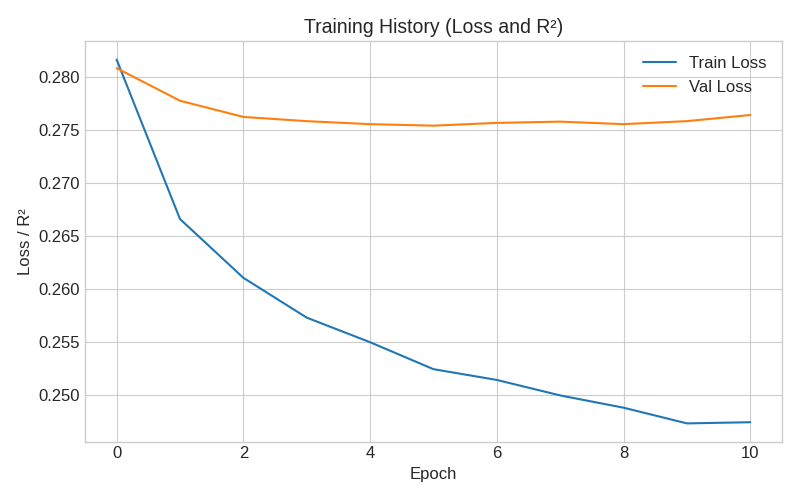 Training History (Loss and R²)
Train Loss
Val Loss
0.280
0.275
0.270
0.265
0.260
0.255
0.250
Loss / R²
0 2 4 6 8 10
Epoch